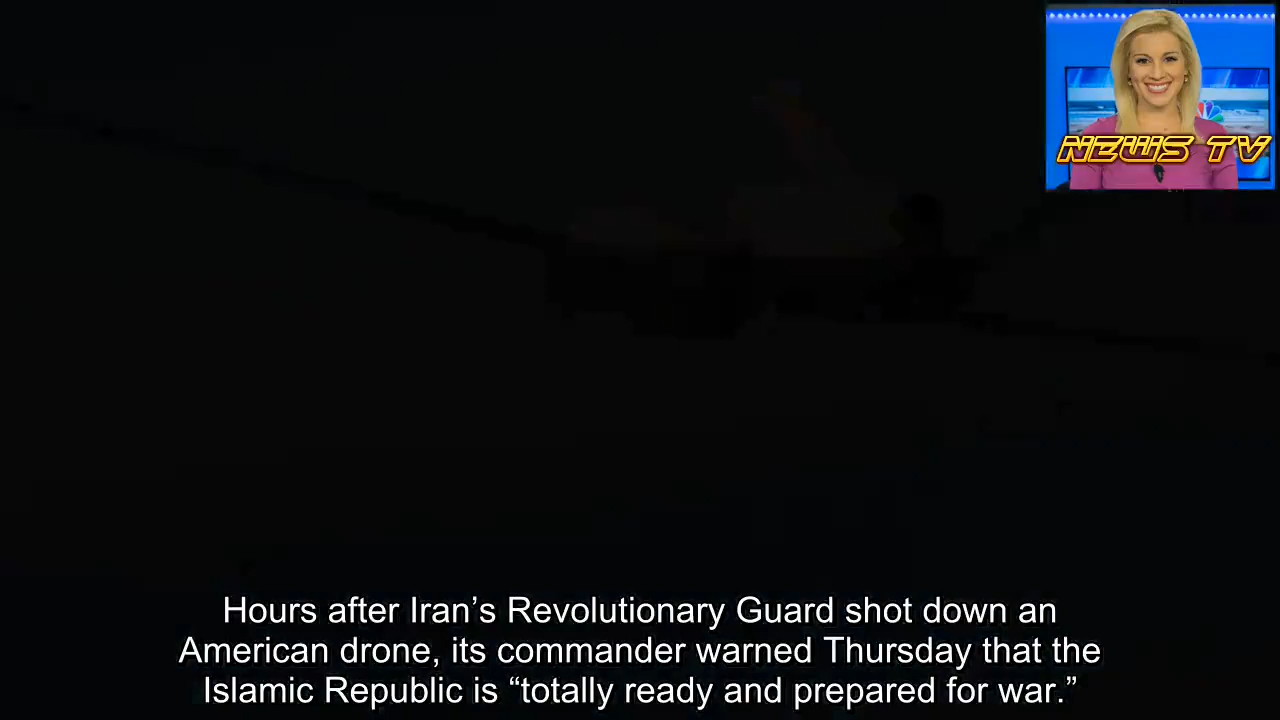 NEWS TV
Hours after Iran’s Revolutionary Guard shot down an
American drone, its commander warned Thursday that the
Islamic Republic is “totally ready and prepared for war.”